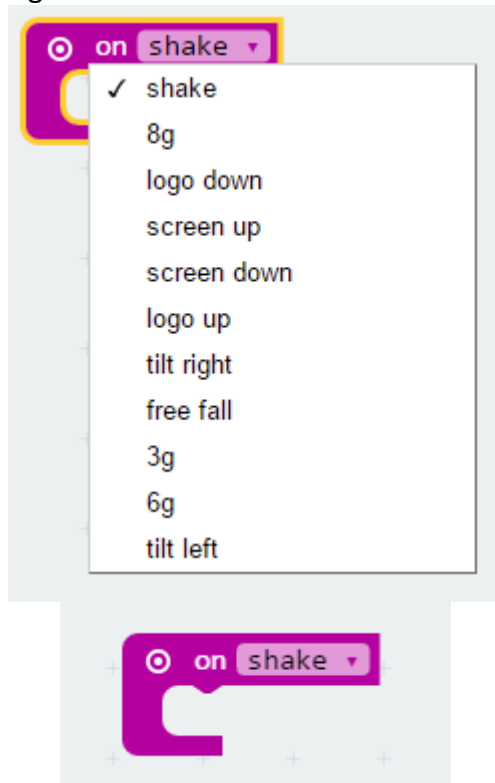 on shake
✓ shake
8g
logo down
screen up
screen down
logo up
tilt right
free fall
3g
6g
tilt left
on shake